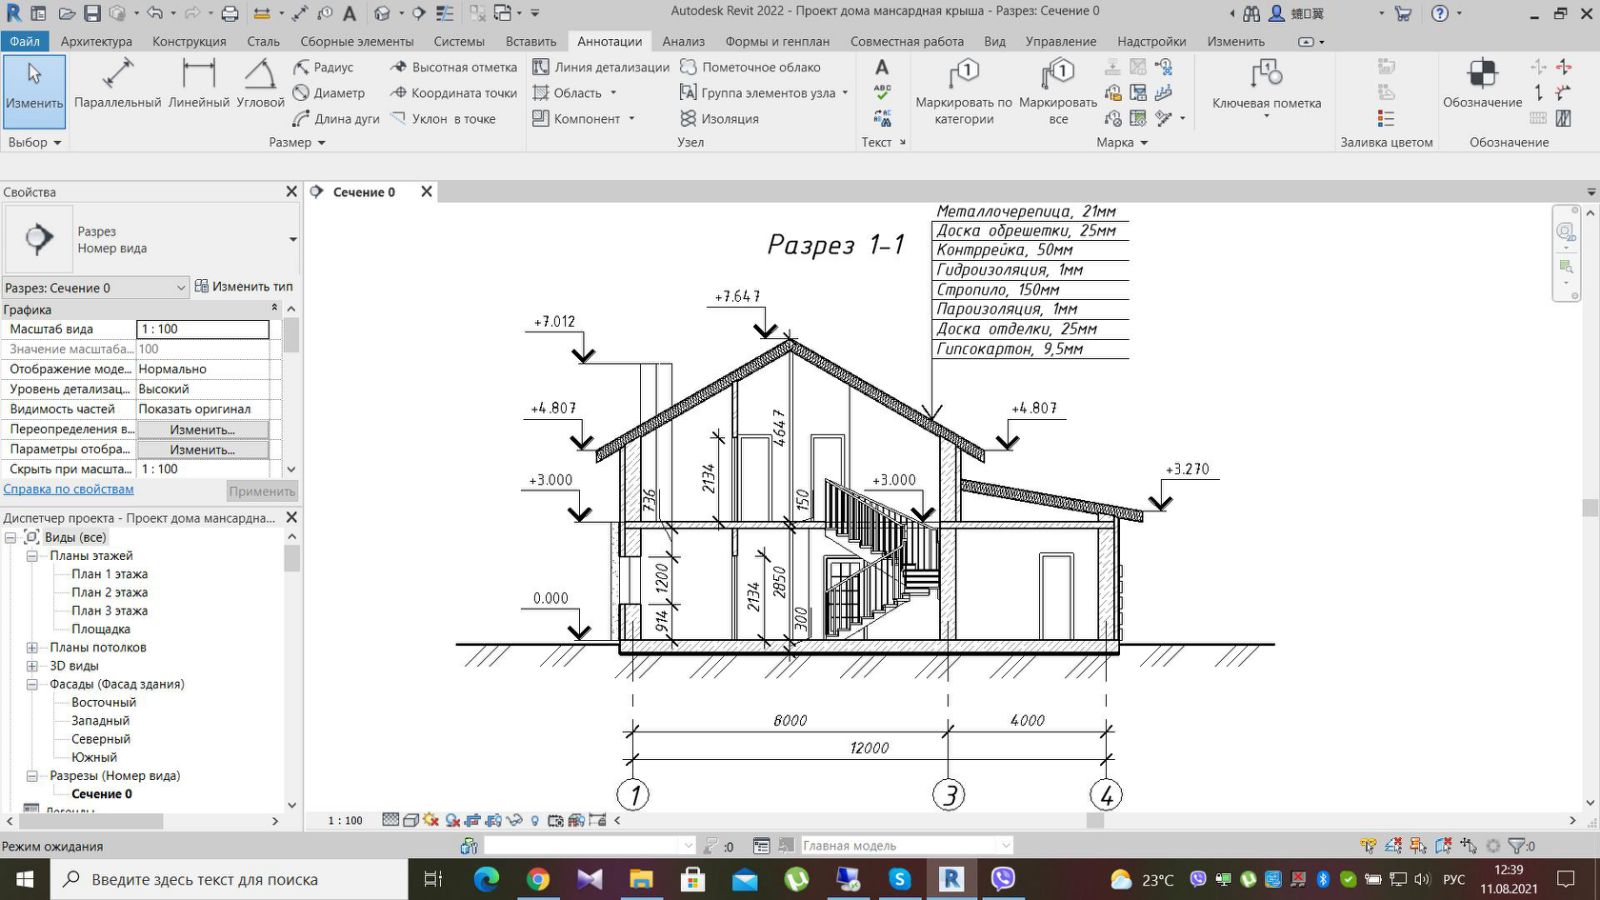 Autodesk Revit 2022 - Проект дома мансардная крыша - Разрез: Сечение 0
Файл Архитектура Конструкция Сталь Сборные элементы Системы Вставить Аннотации Анализ Формы и генплан Совместная работа Вид Управление Надстройки Изменить
Изменить
Параллельный Линейный Угловой
Радиус
Диаметр
Длина дуги
Высотная отметка
Координата точки
Уклон в точке
Линия детализации
Область
Компонент
Пометочное облако
Группа элементов узла
Изоляция
Маркировать по категории
Маркировать все
Ключевая пометка
Обозначение
Выбор Размер Узел Текст Марка Заливка цветом Обозначение
Свойства
Разрез
Номер вида
Разрез: Сечение 0 Изменить тип
Графика
Масштаб вида 1 : 100
Значение масштаба... 100
Отображение моде... Нормально
Уровень детализац... Высокий
Видимость частей Показать оригинал
Переопределения в... Изменить...
Параметры отобра... Изменить...
Скрыть при масшта... 1 : 100
Справка по свойствам Применить
Диспетчер проекта - Проект дома мансардна...
Виды (все)
Планы этажей
План 1 этажа
План 2 этажа
План 3 этажа
Площадка
Планы потолков
3D виды
Фасады (Фасад здания)
Восточный
Западный
Северный
Южный
Разрезы (Номер вида)
Сечение 0
Сечение 0
Разрез 1-1
Металлочерепица, 21мм
Доска обрешетки, 25мм
Контррейка, 50мм
Гидроизоляция, 1мм
Стропило, 150мм
Пароизоляция, 1мм
Доска отделки, 25мм
Гипсокартон, 9,5мм
+7.647
+7.012
+4.807 +4.807
+3.270
+3.000 +3.000
0.000
4647
2134
736
150
1200
2134
2850
914
300
8000 4000
12000
1 3 4
1 : 100
Режим ожидания
:0
Главная модель
:0
Введите здесь текст для поиска
23°C
РУС
12:39
11.08.2021